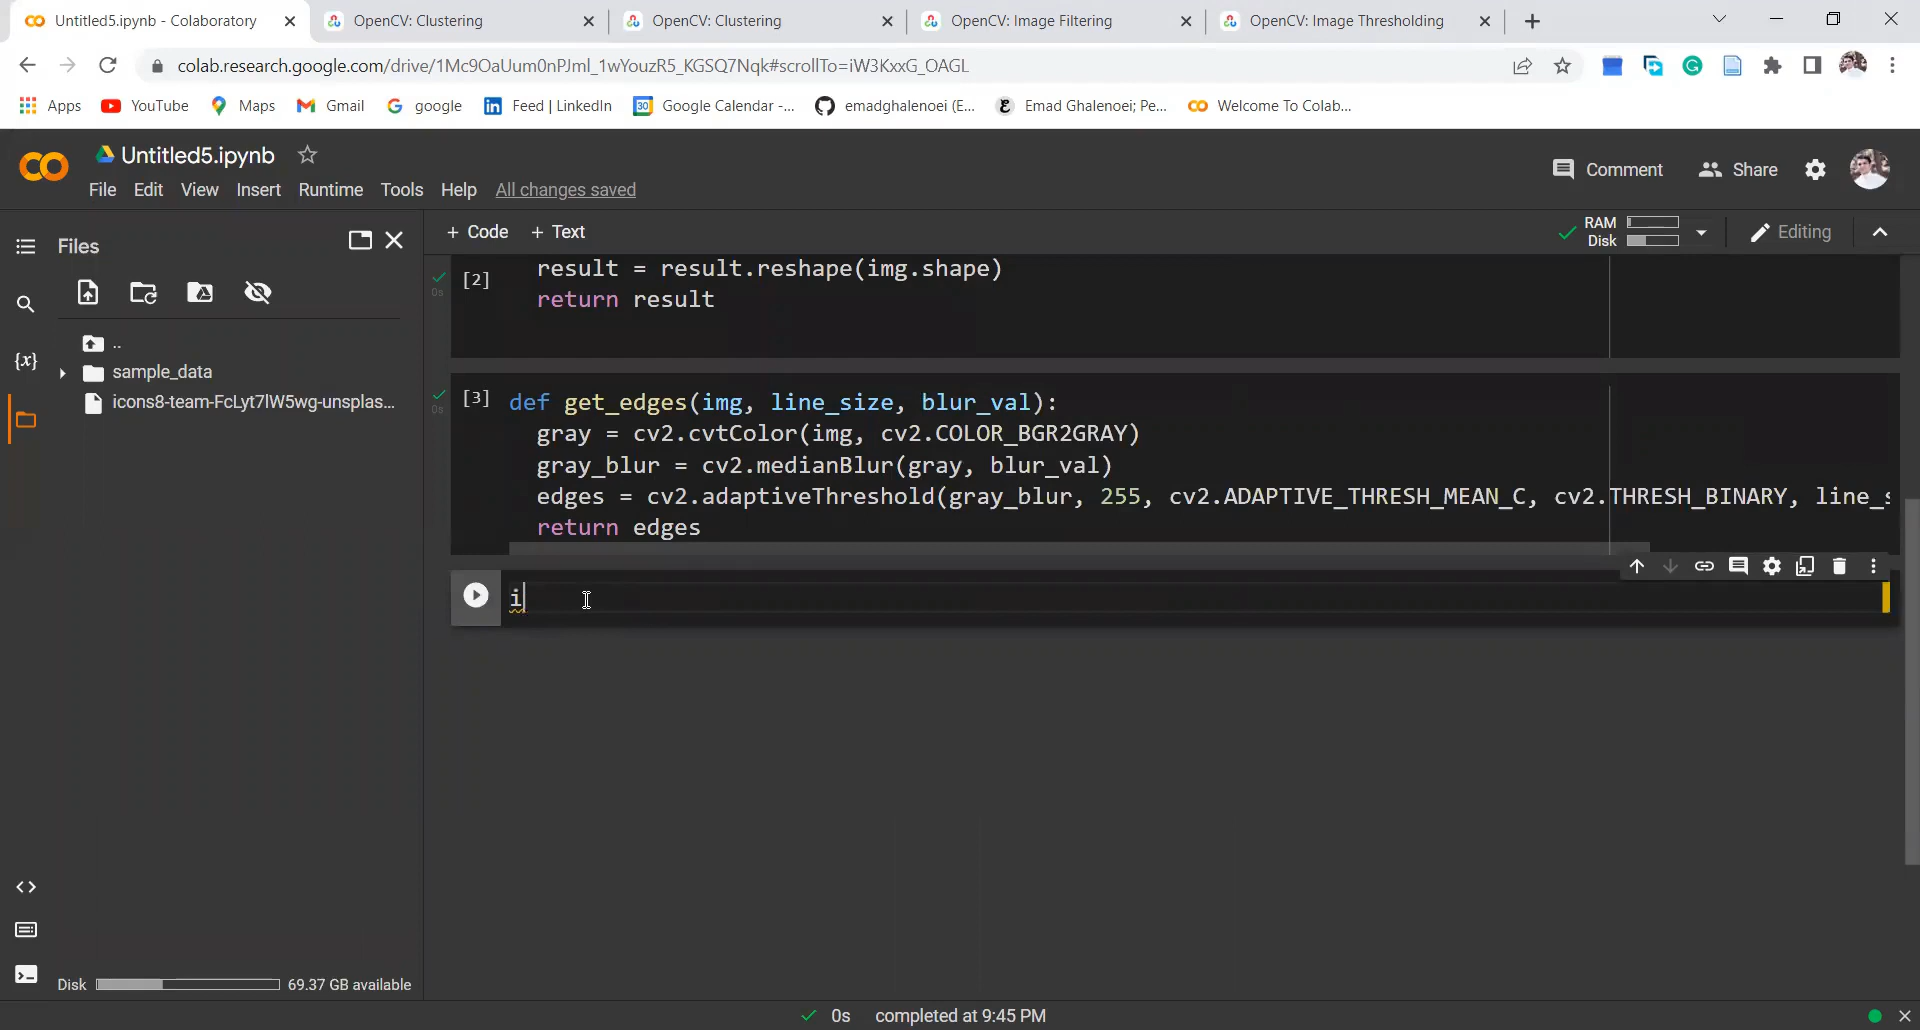 Untitled5.ipynb - Colaboratory
OpenCV: Clustering
OpenCV: Clustering
OpenCV: Image Filtering
OpenCV: Image Thresholding
colab.research.google.com/drive/1Mc9OaUum0nPJml_1wYouzR5_KGSQ7Nqk#scrollTo=iW3KxxG_OAGL
Apps
YouTube
Maps
Gmail
google
Feed | LinkedIn
Google Calendar -...
emadghalenoei (E...
Emad Ghalenoei; Pe...
Welcome To Colab...
Untitled5.ipynb
Comment
Share
File Edit View Insert Runtime Tools Help All changes saved
Files
+ Code + Text
RAM
Disk
Editing
..
sample_data
icons8-team-FcLyt7lW5wg-unsplas...
[2]
0s
result = result.reshape(img.shape)
return result
[3]
0s
def get_edges(img, line_size, blur_val):
gray = cv2.cvtColor(img, cv2.COLOR_BGR2GRAY)
gray_blur = cv2.medianBlur(gray, blur_val)
edges = cv2.adaptiveThreshold(gray_blur, 255, cv2.ADAPTIVE_THRESH_MEAN_C, cv2.THRESH_BINARY, line_s
return edges
i
{x}
Disk
69.37 GB available
0s completed at 9:45 PM